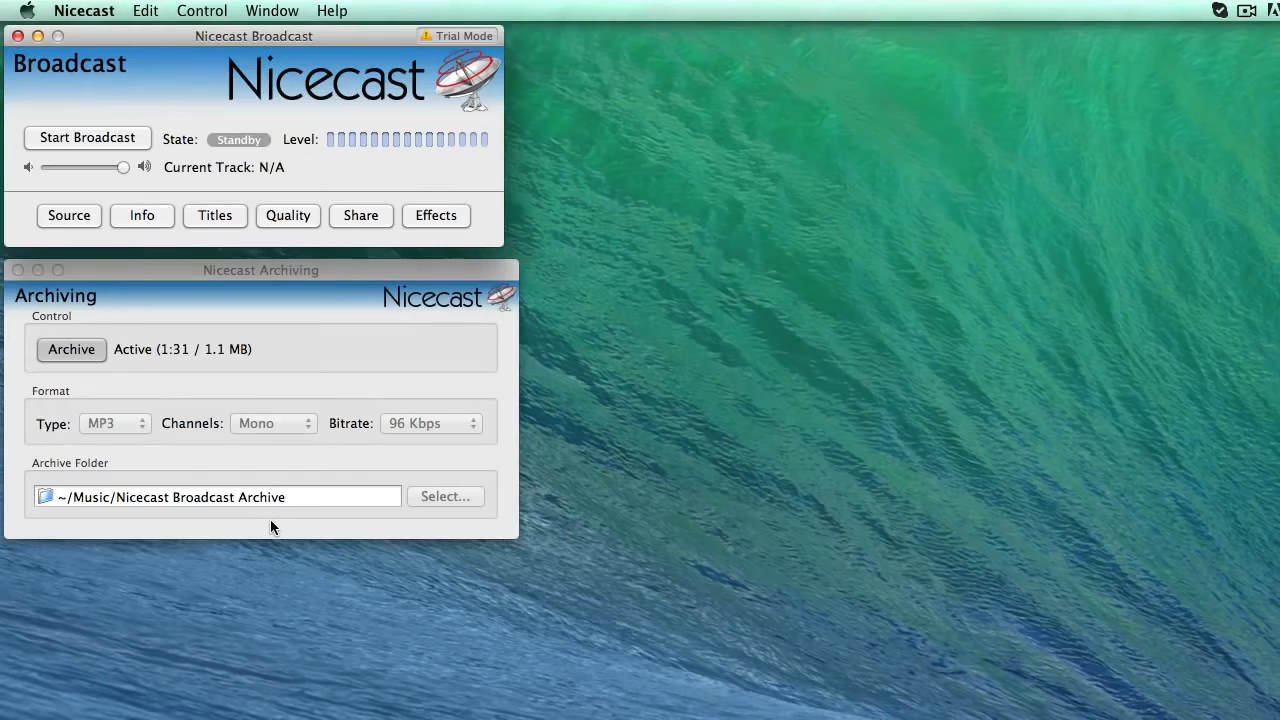 Nicecast Edit Control Window Help
Nicecast Broadcast Trial Mode
Broadcast Nicecast
Start Broadcast State: Standby Level:
Current Track: N/A
Source Info Titles Quality Share Effects
Nicecast Archiving
Archiving Nicecast
Control
Archive Active (1:31 / 1.1 MB)
Format
Type: MP3 Channels: Mono Bitrate: 96 Kbps
Archive Folder
~/Music/Nicecast Broadcast Archive Select...